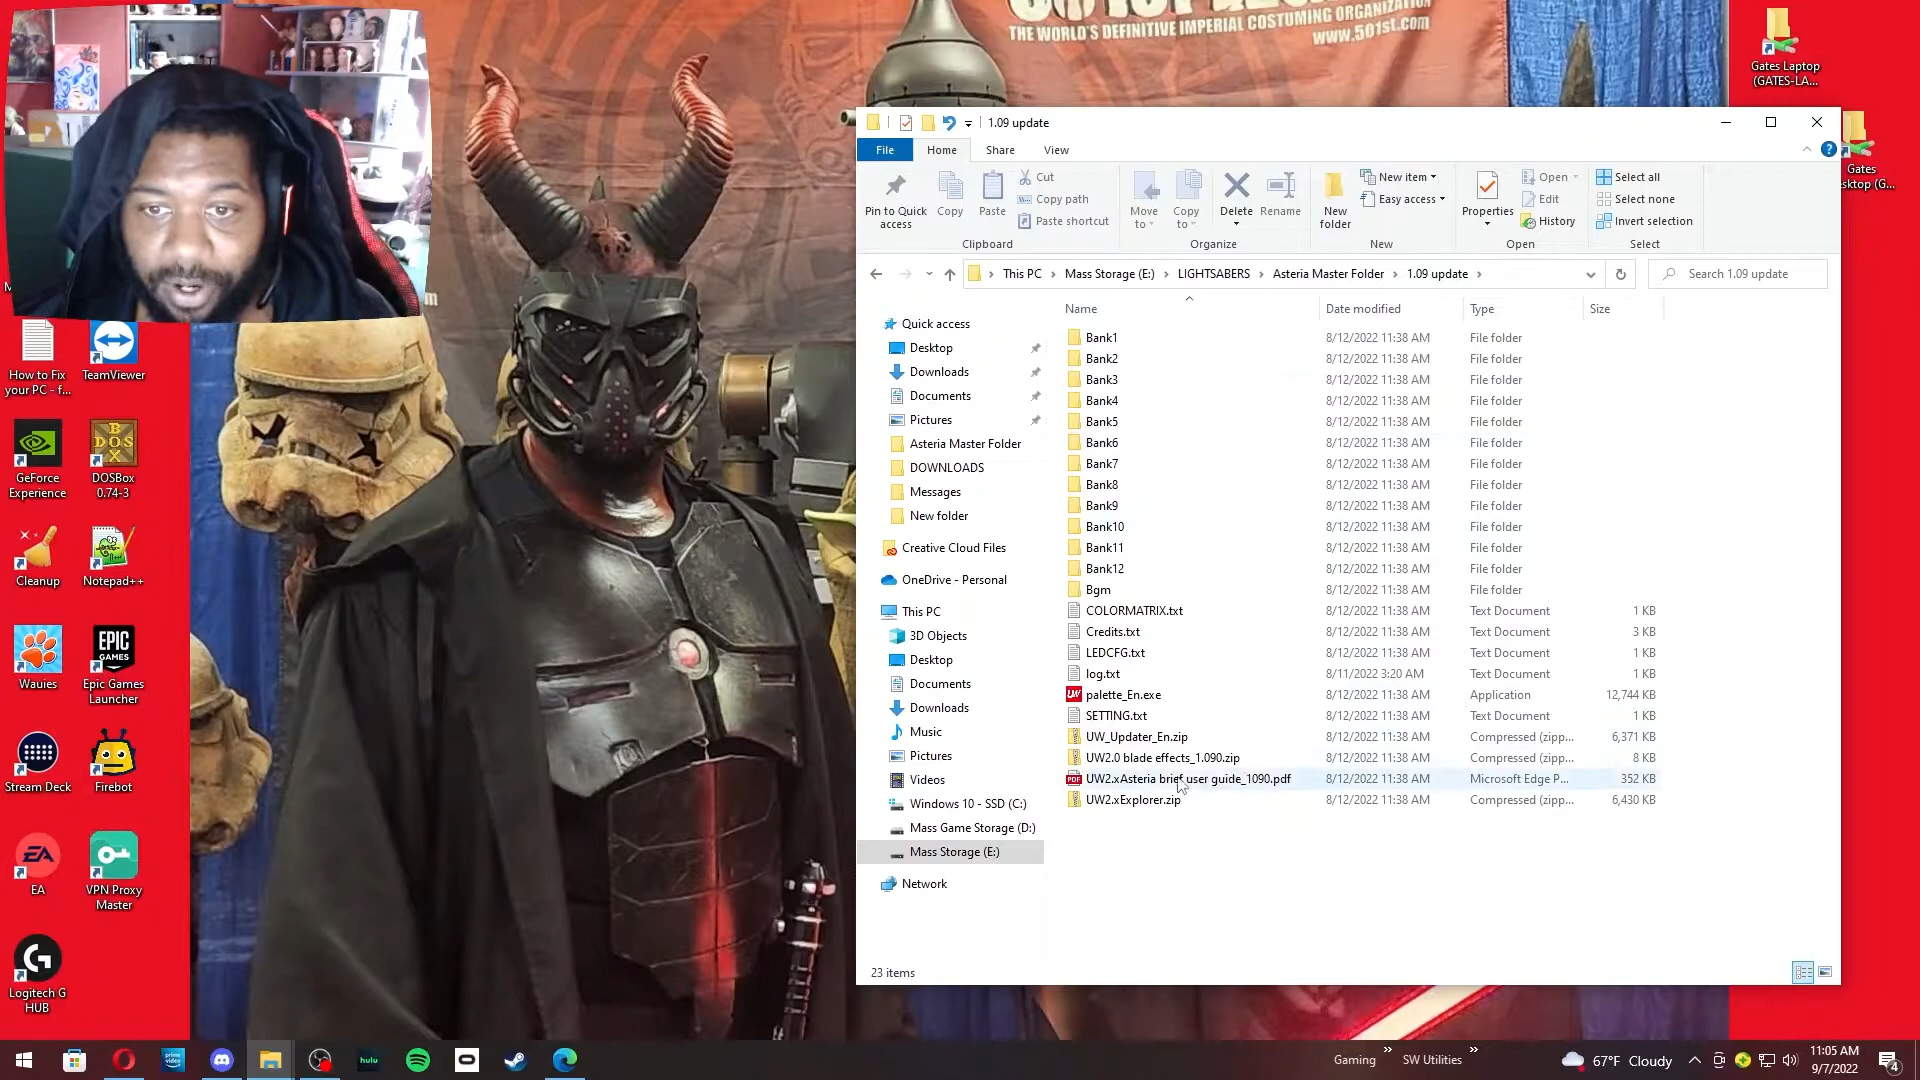 THE WORLD'S DEFINITIVE IMPERIAL COSTUMING ORGANIZATION
www.501st.com
Gates Laptop
(GATES-LA...
Gates
sktop (G...
How to Fix
your PC - f...
TeamViewer
GeForce
Experience
DOSBox
0.74-3
Cleanup
Notepad++
Wauies
EPIC
GAMES
Epic Games
Launcher
Stream Deck
Firebot
EA
VPN Proxy
Master
Logitech G
HUB
1.09 update
File
Home
Share
View
Pin to Quick
access
Copy
Paste
Cut
Copy path
Paste shortcut
Clipboard
Move
to
Copy
to
Delete
Rename
Organize
New
folder
New item
Easy access
New
Properties
Open
Edit
History
Open
Select all
Select none
Invert selection
Select
This PC > Mass Storage (E:) > LIGHTSABERS > Asteria Master Folder > 1.09 update >
Search 1.09 update
Name Date modified Type Size
Quick access
Desktop
Downloads
Documents
Pictures
Asteria Master Folder
DOWNLOADS
Messages
New folder
Creative Cloud Files
OneDrive - Personal
This PC
3D Objects
Desktop
Documents
Downloads
Music
Pictures
Videos
Windows 10 - SSD (C:)
Mass Game Storage (D:)
Mass Storage (E:)
Network
Bank1 8/12/2022 11:38 AM File folder
Bank2 8/12/2022 11:38 AM File folder
Bank3 8/12/2022 11:38 AM File folder
Bank4 8/12/2022 11:38 AM File folder
Bank5 8/12/2022 11:38 AM File folder
Bank6 8/12/2022 11:38 AM File folder
Bank7 8/12/2022 11:38 AM File folder
Bank8 8/12/2022 11:38 AM File folder
Bank9 8/12/2022 11:38 AM File folder
Bank10 8/12/2022 11:38 AM File folder
Bank11 8/12/2022 11:38 AM File folder
Bank12 8/12/2022 11:38 AM File folder
Bgm 8/12/2022 11:38 AM File folder
COLORMATRIX.txt 8/12/2022 11:38 AM Text Document 1 KB
Credits.txt 8/12/2022 11:38 AM Text Document 3 KB
LEDCFG.txt 8/12/2022 11:38 AM Text Document 1 KB
log.txt 8/11/2022 3:20 AM Text Document 1 KB
palette_En.exe 8/12/2022 11:38 AM Application 12,744 KB
SETTING.txt 8/12/2022 11:38 AM Text Document 1 KB
UW_Updater_En.zip 8/12/2022 11:38 AM Compressed (zipp... 6,371 KB
UW2.0 blade effects_1.090.zip 8/12/2022 11:38 AM Compressed (zipp... 8 KB
UW2.xAsteria brief user guide_1090.pdf 8/12/2022 11:38 AM Microsoft Edge P... 352 KB
UW2.xExplorer.zip 8/12/2022 11:38 AM Compressed (zipp... 6,430 KB
23 items
prime
video
hulu
Gaming
SW Utilities
67°F Cloudy
11:05 AM
9/7/2022
4